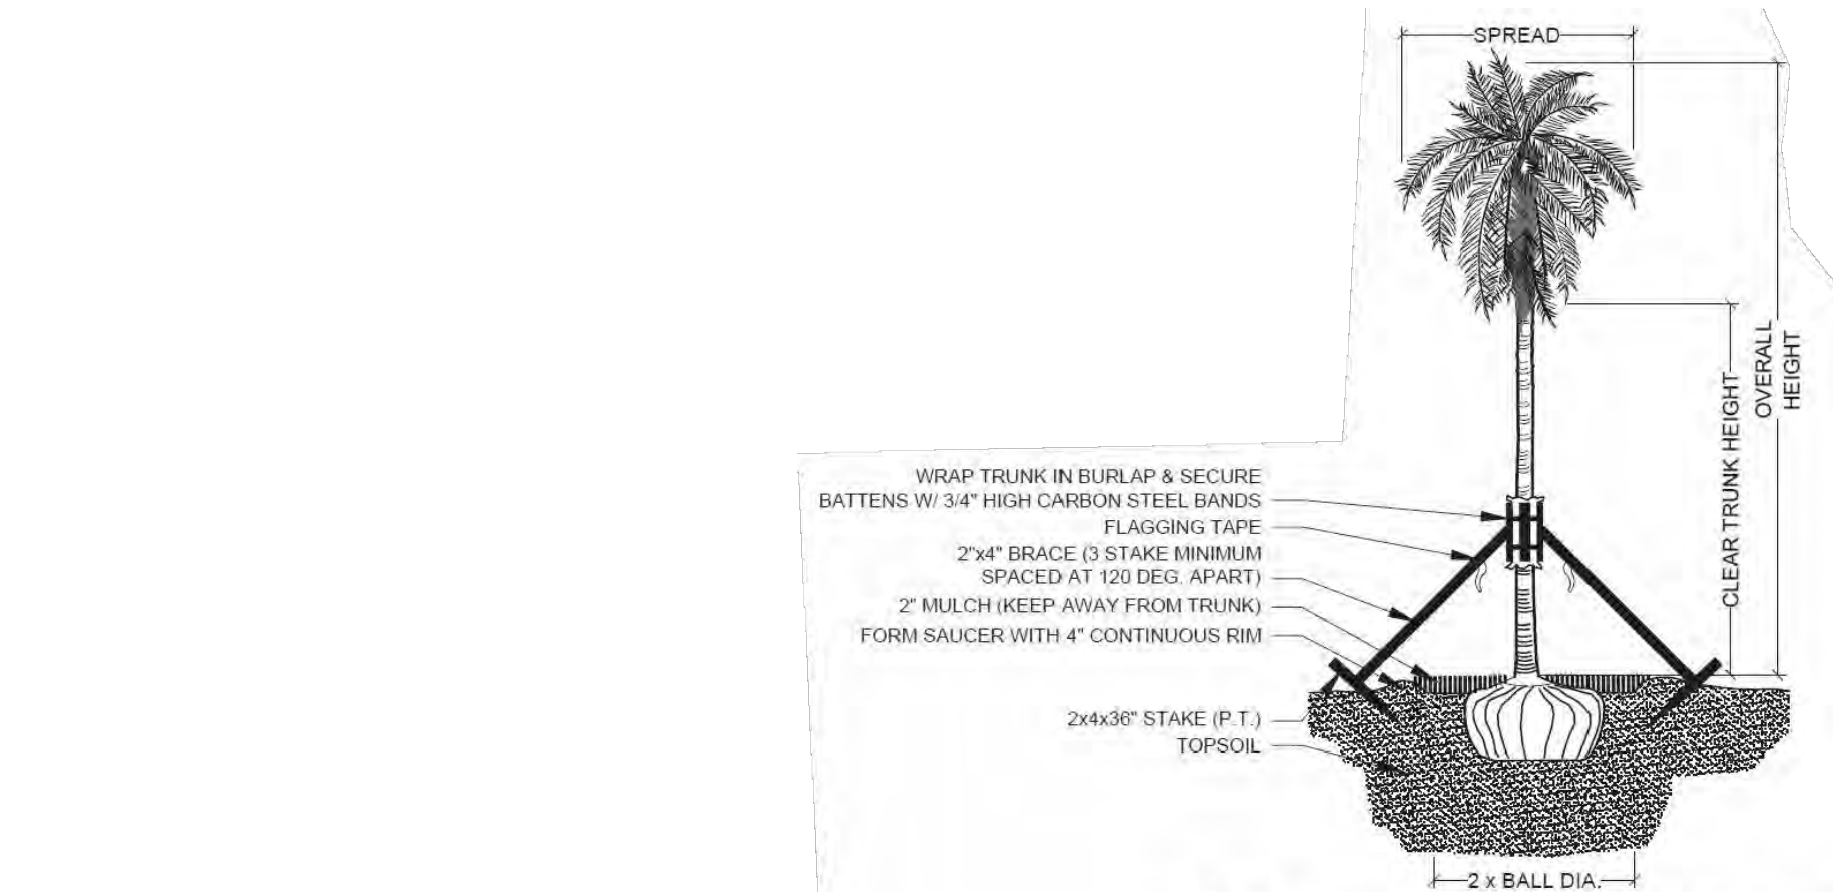 SPREAD
OVERALL
HEIGHT
CLEAR TRUNK HEIGHT
WRAP TRUNK IN BURLAP & SECURE
BATTENS W/ 3/4" HIGH CARBON STEEL BANDS
FLAGGING TAPE
2"x4" BRACE (3 STAKE MINIMUM
SPACED AT 120 DEG. APART)
2" MULCH (KEEP AWAY FROM TRUNK)
FORM SAUCER WITH 4" CONTINUOUS RIM
2x4x36" STAKE (P.T.)
TOPSOIL
2 x BALL DIA.